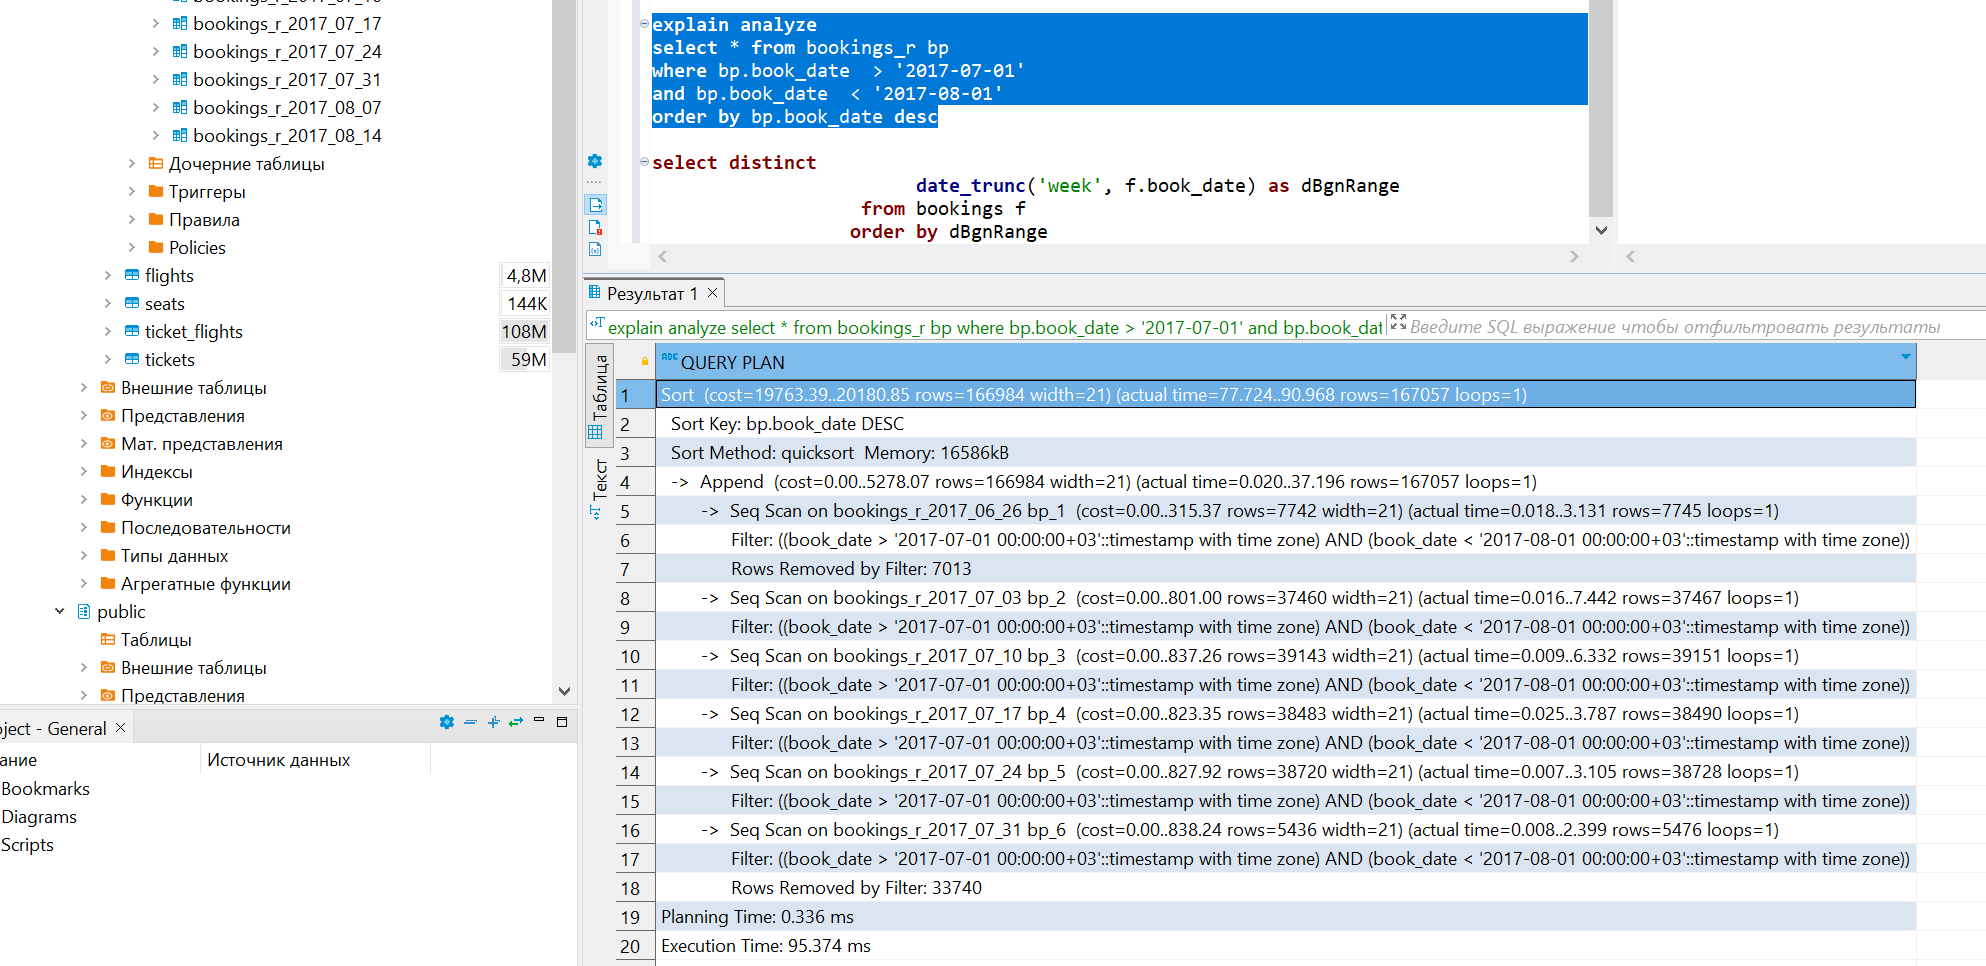 bookings_r_2017_07_17
bookings_r_2017_07_24
bookings_r_2017_07_31
bookings_r_2017_08_07
bookings_r_2017_08_14
Дочерние таблицы
Триггеры
Правила
Policies
flights 4,8M
seats 144K
ticket_flights 108M
tickets 59M
Внешние таблицы
Представления
Мат. представления
Индексы
Функции
Последовательности
Типы данных
Агрегатные функции
public
Таблицы
Внешние таблицы
Представления
ject - General
ание Источник данных
Bookmarks
Diagrams
Scripts
explain analyze
select * from bookings_r bp
where bp.book_date  > '2017-07-01'
and bp.book_date  < '2017-08-01'
order by bp.book_date desc
select distinct
date_trunc('week', f.book_date) as dBgnRange
from bookings f
order by dBgnRange
Результат 1
explain analyze select * from bookings_r bp where bp.book_date > '2017-07-01' and bp.book_dat
Введите SQL выражение чтобы отфильтровать результаты
Таблица
Текст
ABC QUERY PLAN
1 Sort  (cost=19763.39..20180.85 rows=166984 width=21) (actual time=77.724..90.968 rows=167057 loops=1)
2 Sort Key: bp.book_date DESC
3 Sort Method: quicksort  Memory: 16586kB
4 ->  Append  (cost=0.00..5278.07 rows=166984 width=21) (actual time=0.020..37.196 rows=167057 loops=1)
5 ->  Seq Scan on bookings_r_2017_06_26 bp_1  (cost=0.00..315.37 rows=7742 width=21) (actual time=0.018..3.131 rows=7745 loops=1)
6 Filter: ((book_date > '2017-07-01 00:00:00+03'::timestamp with time zone) AND (book_date < '2017-08-01 00:00:00+03'::timestamp with time zone))
7 Rows Removed by Filter: 7013
8 ->  Seq Scan on bookings_r_2017_07_03 bp_2  (cost=0.00..801.00 rows=37460 width=21) (actual time=0.016..7.442 rows=37467 loops=1)
9 Filter: ((book_date > '2017-07-01 00:00:00+03'::timestamp with time zone) AND (book_date < '2017-08-01 00:00:00+03'::timestamp with time zone))
10 ->  Seq Scan on bookings_r_2017_07_10 bp_3  (cost=0.00..837.26 rows=39143 width=21) (actual time=0.009..6.332 rows=39151 loops=1)
11 Filter: ((book_date > '2017-07-01 00:00:00+03'::timestamp with time zone) AND (book_date < '2017-08-01 00:00:00+03'::timestamp with time zone))
12 ->  Seq Scan on bookings_r_2017_07_17 bp_4  (cost=0.00..823.35 rows=38483 width=21) (actual time=0.025..3.787 rows=38490 loops=1)
13 Filter: ((book_date > '2017-07-01 00:00:00+03'::timestamp with time zone) AND (book_date < '2017-08-01 00:00:00+03'::timestamp with time zone))
14 ->  Seq Scan on bookings_r_2017_07_24 bp_5  (cost=0.00..827.92 rows=38720 width=21) (actual time=0.007..3.105 rows=38728 loops=1)
15 Filter: ((book_date > '2017-07-01 00:00:00+03'::timestamp with time zone) AND (book_date < '2017-08-01 00:00:00+03'::timestamp with time zone))
16 ->  Seq Scan on bookings_r_2017_07_31 bp_6  (cost=0.00..838.24 rows=5436 width=21) (actual time=0.008..2.399 rows=5476 loops=1)
17 Filter: ((book_date > '2017-07-01 00:00:00+03'::timestamp with time zone) AND (book_date < '2017-08-01 00:00:00+03'::timestamp with time zone))
18 Rows Removed by Filter: 33740
19 Planning Time: 0.336 ms
20 Execution Time: 95.374 ms